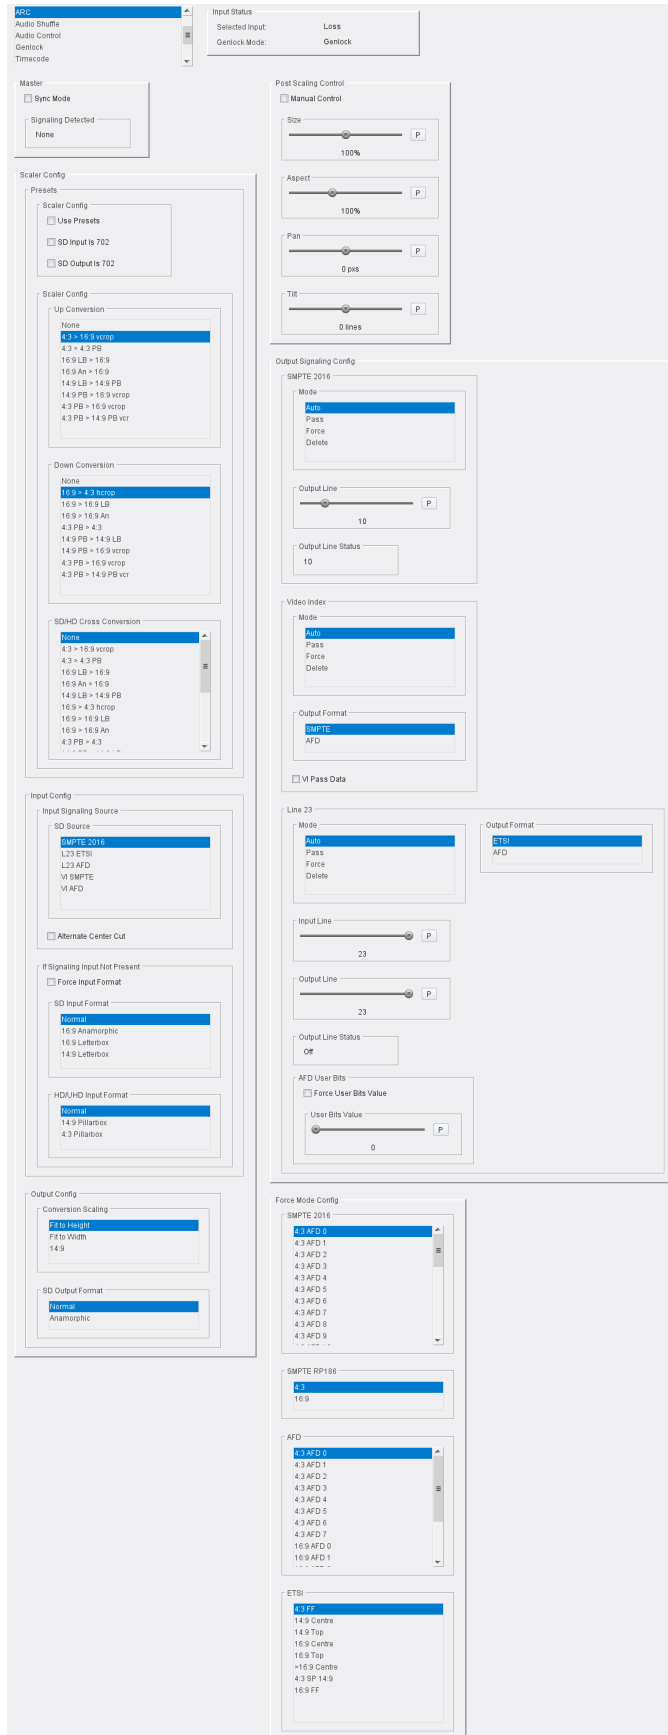 ARC
Audio Shuffle
Audio Control
Genlock
Timecode
Input Status
Selected Input: Loss
Genlock Mode: Genlock
Master
Sync Mode
Signaling Detected
None
Scaler Config
Presets
Scaler Config
Use Presets
SD Input Is 702
SD Output Is 702
Scaler Config
Up Conversion
None
4:3 > 16:9 vcrop
4:3 > 4:3 PB
16:9 LB > 16:9
16:9 An > 16:9
14:9 LB > 14:9 PB
14:9 PB > 16:9 vcrop
4:3 PB > 16:9 vcrop
4:3 PB > 14:9 PB vcr
Down Conversion
None
16:9 > 4:3 hcrop
16:9 > 16:9 LB
16:9 > 16:9 An
4:3 PB > 4:3
14:9 PB > 14:9 LB
14:9 PB > 16:9 vcrop
4:3 PB > 16:9 vcrop
4:3 PB > 14:9 PB vcr
SD/HD Cross Conversion
None
4:3 > 16:9 vcrop
4:3 > 4:3 PB
16:9 LB > 16:9
16:9 An > 16:9
14:9 LB > 14:9 PB
16:9 > 4:3 hcrop
16:9 > 16:9 LB
16:9 > 16:9 An
4:3 PB > 4:3
Input Config
Input Signaling Source
SD Source
SMPTE 2016
L23 ETSI
L23 AFD
VI SMPTE
VI AFD
Alternate Center Cut
If Signaling Input Not Present
Force Input Format
SD Input Format
Normal
16:9 Anamorphic
16:9 Letterbox
14:9 Letterbox
HD/UHD Input Format
Normal
14:9 Pillarbox
4:3 Pillarbox
Output Config
Conversion Scaling
Fit to Height
Fit to Width
14:9
SD Output Format
Normal
Anamorphic
Post Scaling Control
Manual Control
Size
P
100%
Aspect
P
100%
Pan
P
0 pxs
Tilt
P
0 lines
Output Signaling Config
SMPTE 2016
Mode
Auto
Pass
Force
Delete
Output Line
P
10
Output Line Status
10
Video Index
Mode
Auto
Pass
Force
Delete
Output Format
SMPTE
AFD
VI Pass Data
Line 23
Mode
Auto
Pass
Force
Delete
Output Format
ETSI
AFD
Input Line
P
23
Output Line
P
23
Output Line Status
Off
AFD User Bits
Force User Bits Value
User Bits Value
P
0
Force Mode Config
SMPTE 2016
4:3 AFD 0
4:3 AFD 1
4:3 AFD 2
4:3 AFD 3
4:3 AFD 4
4:3 AFD 5
4:3 AFD 6
4:3 AFD 7
4:3 AFD 8
4:3 AFD 9
SMPTE RP186
4:3
16:9
AFD
4:3 AFD 0
4:3 AFD 1
4:3 AFD 2
4:3 AFD 3
4:3 AFD 4
4:3 AFD 5
4:3 AFD 6
4:3 AFD 7
16:9 AFD 0
16:9 AFD 1
ETSI
4:3 FF
14:9 Centre
14:9 Top
16:9 Centre
16:9 Top
>16:9 Centre
4:3 SP 14:9
16:9 FF